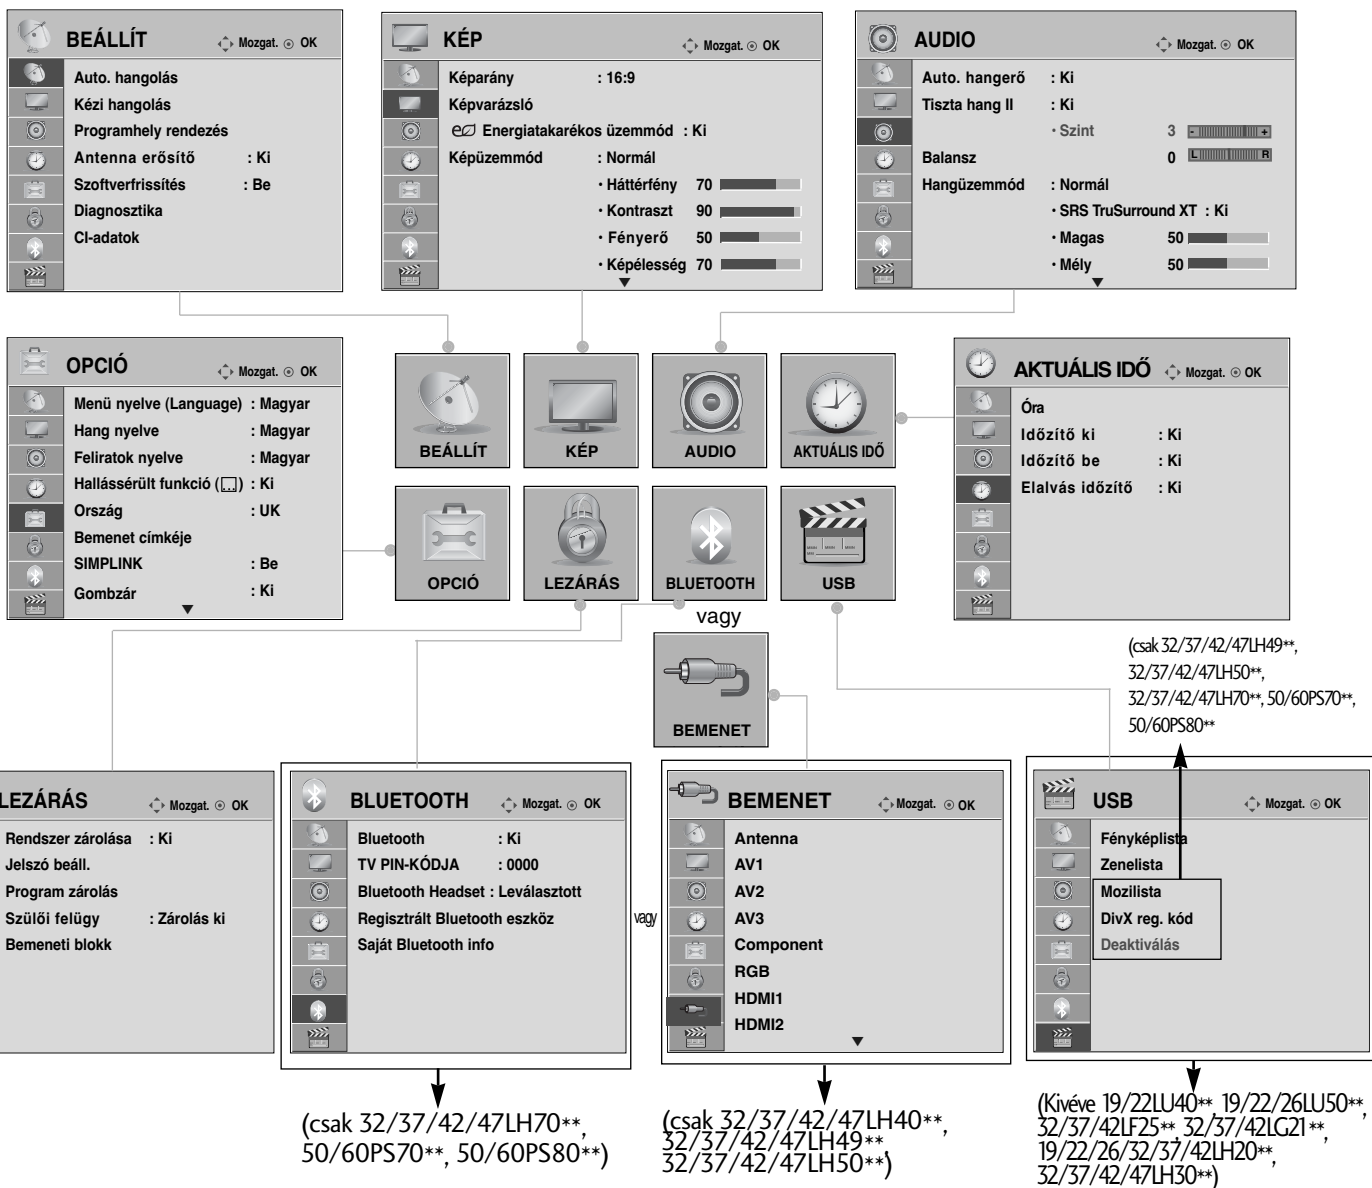 BEÁLLÍT
Mozgat. OK
Auto. hangolás
Kézi hangolás
Programhely rendezés
Antenna erősítő : Ki
Szoftverfrissítés : Be
Diagnosztika
CI-adatok
KÉP
Mozgat. OK
Képarány : 16:9
Képvarázsló
Energiatakarékos üzemmód : Ki
Képüzemmód : Normál
• Háttérfény 70
• Kontraszt 90
• Fényerő 50
• Képélesség 70
AUDIO
Mozgat. OK
Auto. hangerő : Ki
Tiszta hang II : Ki
• Szint 3 - +
Balansz 0 L R
Hangüzemmód : Normál
• SRS TruSurround XT : Ki
• Magas 50
• Mély 50
OPCIÓ
Mozgat. OK
Menü nyelve (Language) : Magyar
Hang nyelve : Magyar
Feliratok nyelve : Magyar
Hallássérült funkció ( ) : Ki
Ország : UK
Bemenet címkéje
SIMPLINK : Be
Gombzár : Ki
BEÁLLÍT
KÉP
AUDIO
AKTUÁLIS IDŐ
OPCIÓ
LEZÁRÁS
BLUETOOTH
USB
vagy
BEMENET
AKTUÁLIS IDŐ
Mozgat. OK
Óra
Időzítő ki : Ki
Időzítő be : Ki
Elalvás időzítő : Ki
(csak 32/37/42/47LH49**,
32/37/42/47LH50**,
32/37/42/47LH70**, 50/60PS70**,
50/60PS80**
LEZÁRÁS
Mozgat. OK
Rendszer zárolása : Ki
Jelszó beáll.
Program zárolás
Szülői felügy : Zárolás ki
Bemeneti blokk
BLUETOOTH
Mozgat. OK
Bluetooth : Ki
TV PIN-KÓDJA : 0000
Bluetooth Headset : Leválasztott
Regisztrált Bluetooth eszköz
Saját Bluetooth info
vagy
BEMENET
Mozgat. OK
Antenna
AV1
AV2
AV3
Component
RGB
HDMI1
HDMI2
USB
Mozgat. OK
Fényképlista
Zenelista
Mozilista
DivX reg. kód
Deaktiválás
(csak 32/37/42/47LH70**,
50/60PS70**, 50/60PS80**)
(csak 32/37/42/47LH40**,
32/37/42/47LH49**,
32/37/42/47LH50**)
(Kivéve 19/22LU40**, 19/22/26LU50**,
32/37/42LF25**, 32/37/42LG21**,
19/22/26/32/37/42LH20**,
32/37/42/47LH30**)